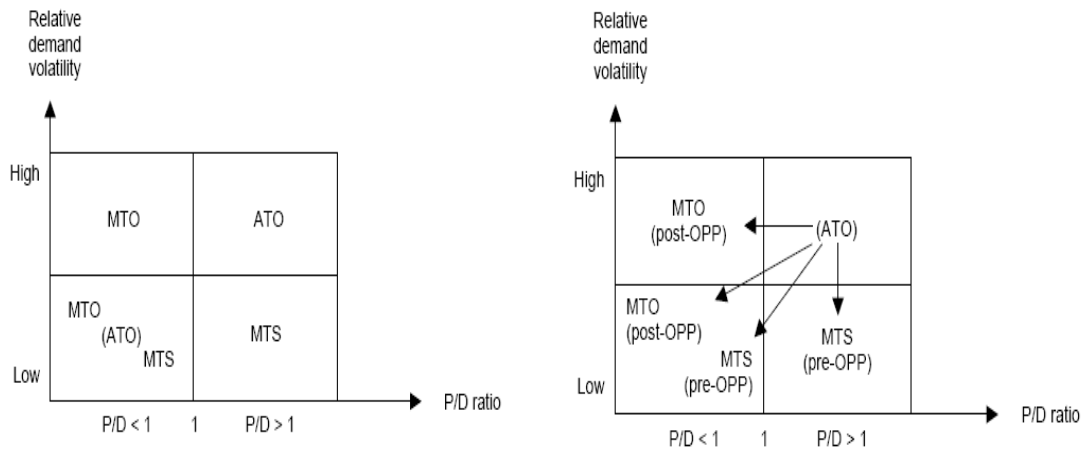 Relative
demand
volatility
High
MTO
ATO
MTO
(ATO)
MTS
MTS
Low
P/D ratio
P/D < 1
1
P/D > 1
Relative
demand
volatility
High
MTO
(post-OPP)
(ATO)
MTO
(post-OPP)
MTS
(pre-OPP)
MTS
(pre-OPP)
Low
P/D ratio
P/D < 1
1
P/D > 1